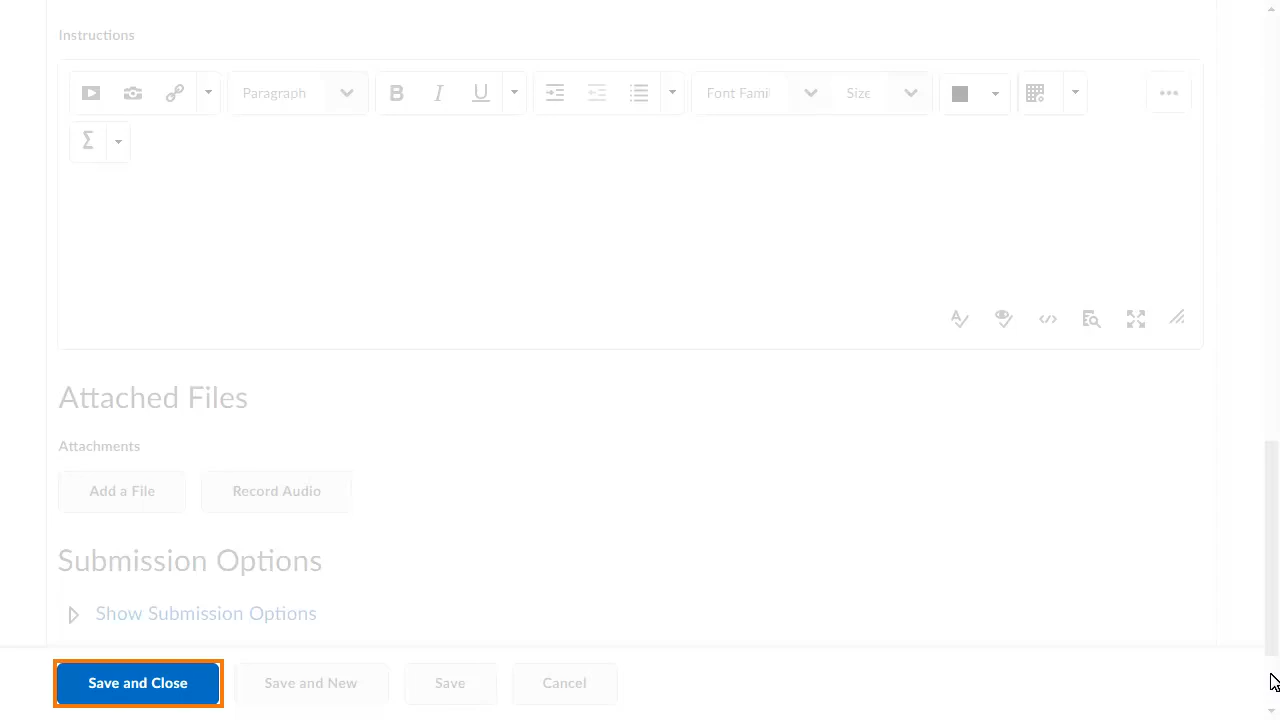 Instructions
Paragraph B I U Font Famil Size
Σ
Attached Files
Attachments
Add a File Record Audio
Submission Options
Show Submission Options
Save and Close Save and New Save Cancel